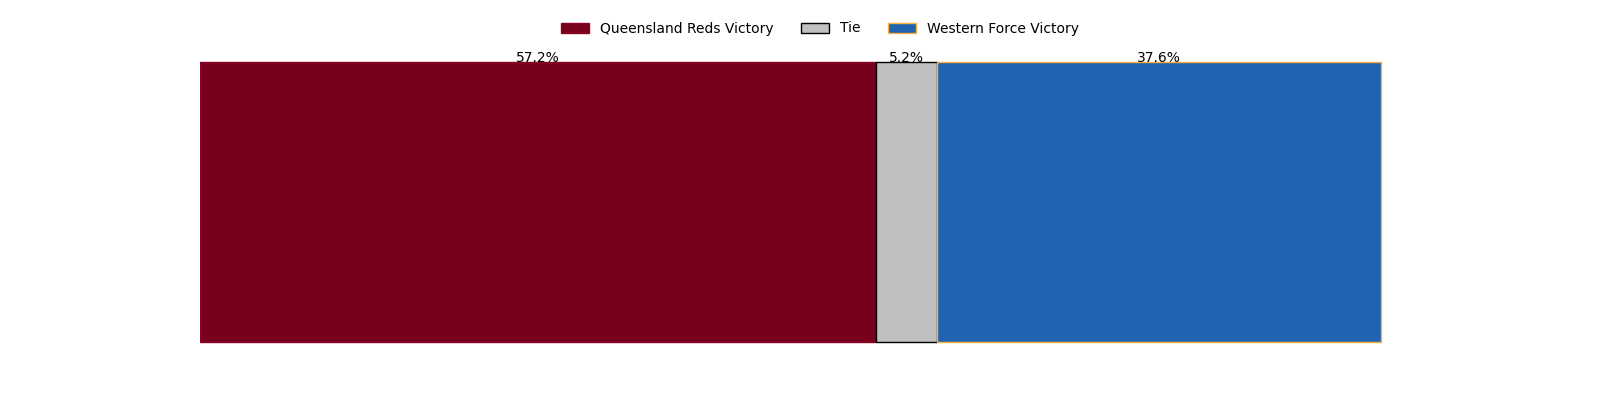 Queensland Reds Victory Tie Western Force Victory
57.2% 5.2% 37.6%